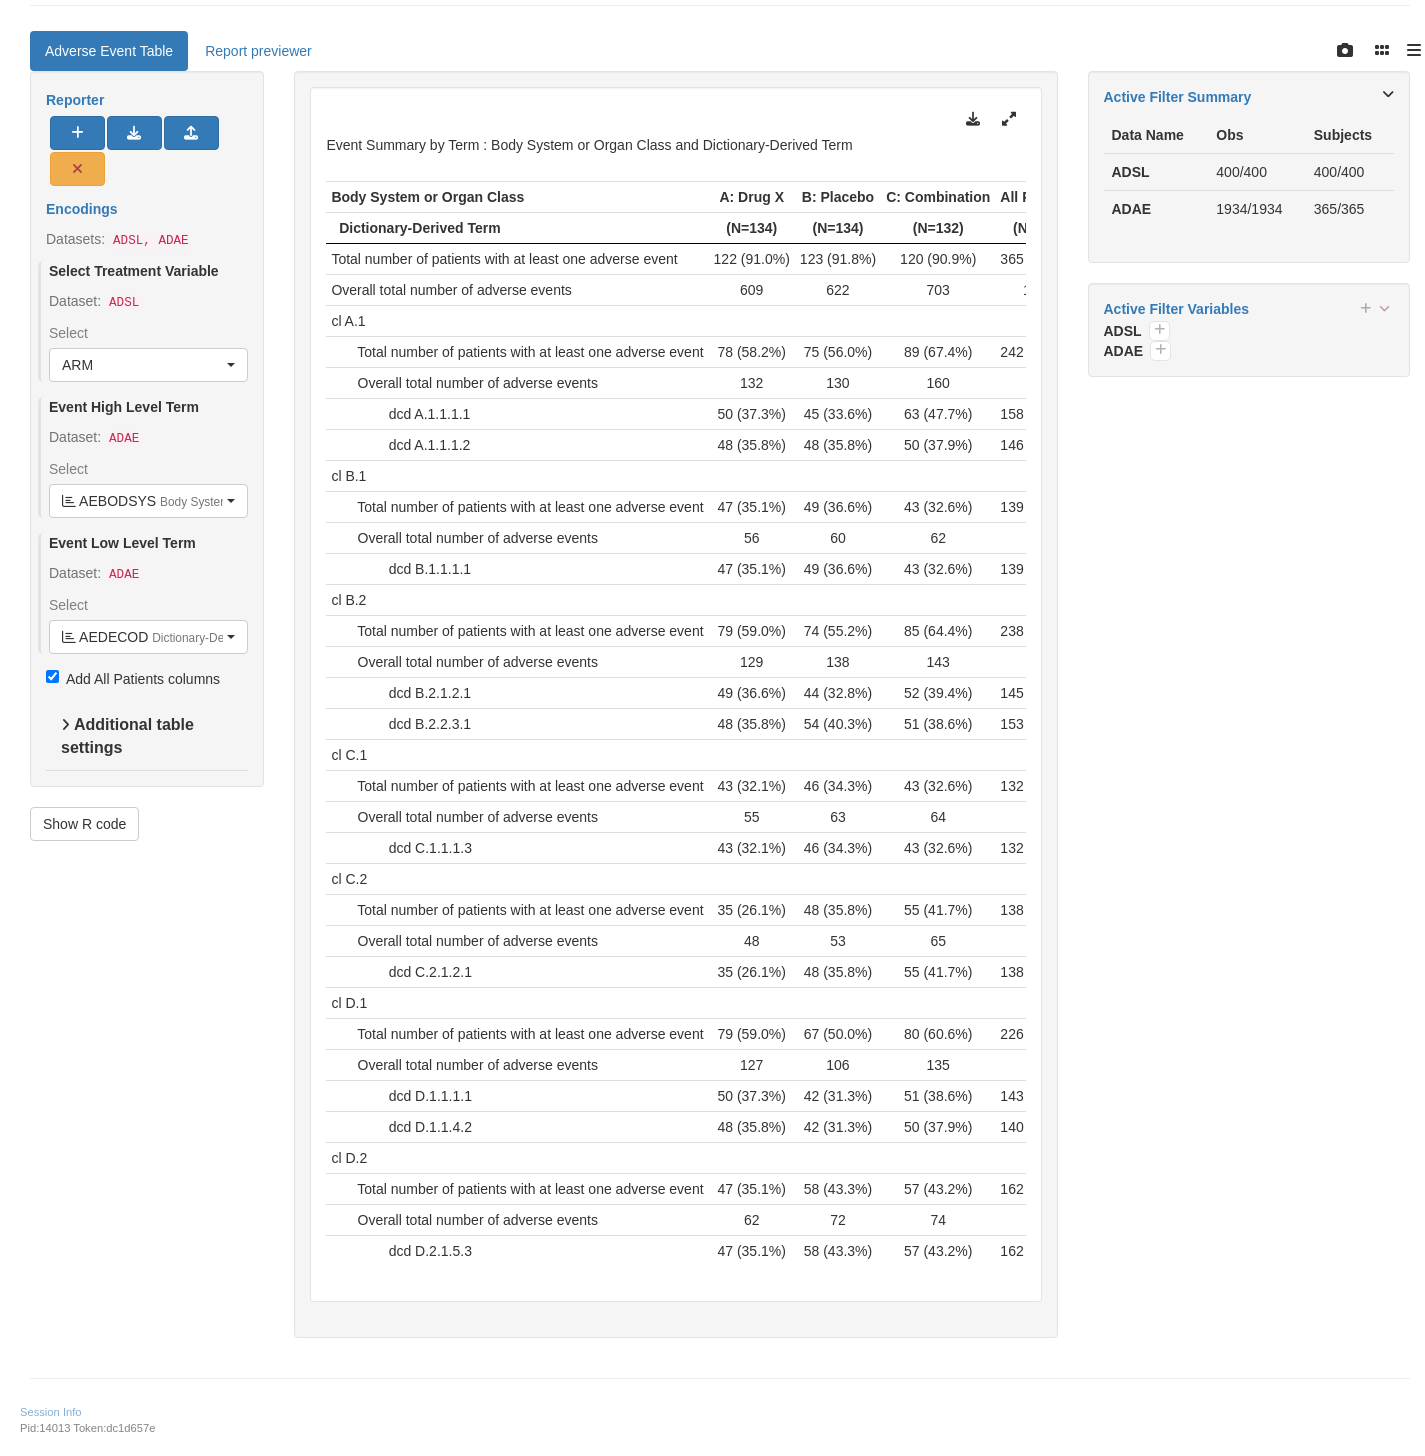 Adverse Event Table Report previewer
Reporter
Encodings
Datasets: ADSL, ADAE
Select Treatment Variable
Dataset: ADSL
Select
ARM
Event High Level Term
Dataset: ADAE
Select
AEBODSYS Body System
Event Low Level Term
Dataset: ADAE
Select
AEDECOD Dictionary-De
Add All Patients columns
Additional table
settings
Show R code
Event Summary by Term : Body System or Organ Class and Dictionary-Derived Term
Body System or Organ Class A: Drug X B: Placebo C: Combination All
Dictionary-Derived Term (N=134) (N=134) (N=132) (N
Total number of patients with at least one adverse event 122 (91.0%) 123 (91.8%) 120 (90.9%) 365
Overall total number of adverse events 609 622 703
cl A.1
Total number of patients with at least one adverse event 78 (58.2%) 75 (56.0%) 89 (67.4%) 242
Overall total number of adverse events 132 130 160
dcd A.1.1.1.1 50 (37.3%) 45 (33.6%) 63 (47.7%) 158
dcd A.1.1.1.2 48 (35.8%) 48 (35.8%) 50 (37.9%) 146
cl B.1
Total number of patients with at least one adverse event 47 (35.1%) 49 (36.6%) 43 (32.6%) 139
Overall total number of adverse events 56 60 62
dcd B.1.1.1.1 47 (35.1%) 49 (36.6%) 43 (32.6%) 139
cl B.2
Total number of patients with at least one adverse event 79 (59.0%) 74 (55.2%) 85 (64.4%) 238
Overall total number of adverse events 129 138 143
dcd B.2.1.2.1 49 (36.6%) 44 (32.8%) 52 (39.4%) 145
dcd B.2.2.3.1 48 (35.8%) 54 (40.3%) 51 (38.6%) 153
cl C.1
Total number of patients with at least one adverse event 43 (32.1%) 46 (34.3%) 43 (32.6%) 132
Overall total number of adverse events 55 63 64
dcd C.1.1.1.3 43 (32.1%) 46 (34.3%) 43 (32.6%) 132
cl C.2
Total number of patients with at least one adverse event 35 (26.1%) 48 (35.8%) 55 (41.7%) 138
Overall total number of adverse events 48 53 65
dcd C.2.1.2.1 35 (26.1%) 48 (35.8%) 55 (41.7%) 138
cl D.1
Total number of patients with at least one adverse event 79 (59.0%) 67 (50.0%) 80 (60.6%) 226
Overall total number of adverse events 127 106 135
dcd D.1.1.1.1 50 (37.3%) 42 (31.3%) 51 (38.6%) 143
dcd D.1.1.4.2 48 (35.8%) 42 (31.3%) 50 (37.9%) 140
cl D.2
Total number of patients with at least one adverse event 47 (35.1%) 58 (43.3%) 57 (43.2%) 162
Overall total number of adverse events 62 72 74
dcd D.2.1.5.3 47 (35.1%) 58 (43.3%) 57 (43.2%) 162
Active Filter Summary
Data Name Obs Subjects
ADSL 400/400 400/400
ADAE 1934/1934 365/365
Active Filter Variables
ADSL
ADAE
Session Info
Pid:14013 Token:dc1d657e